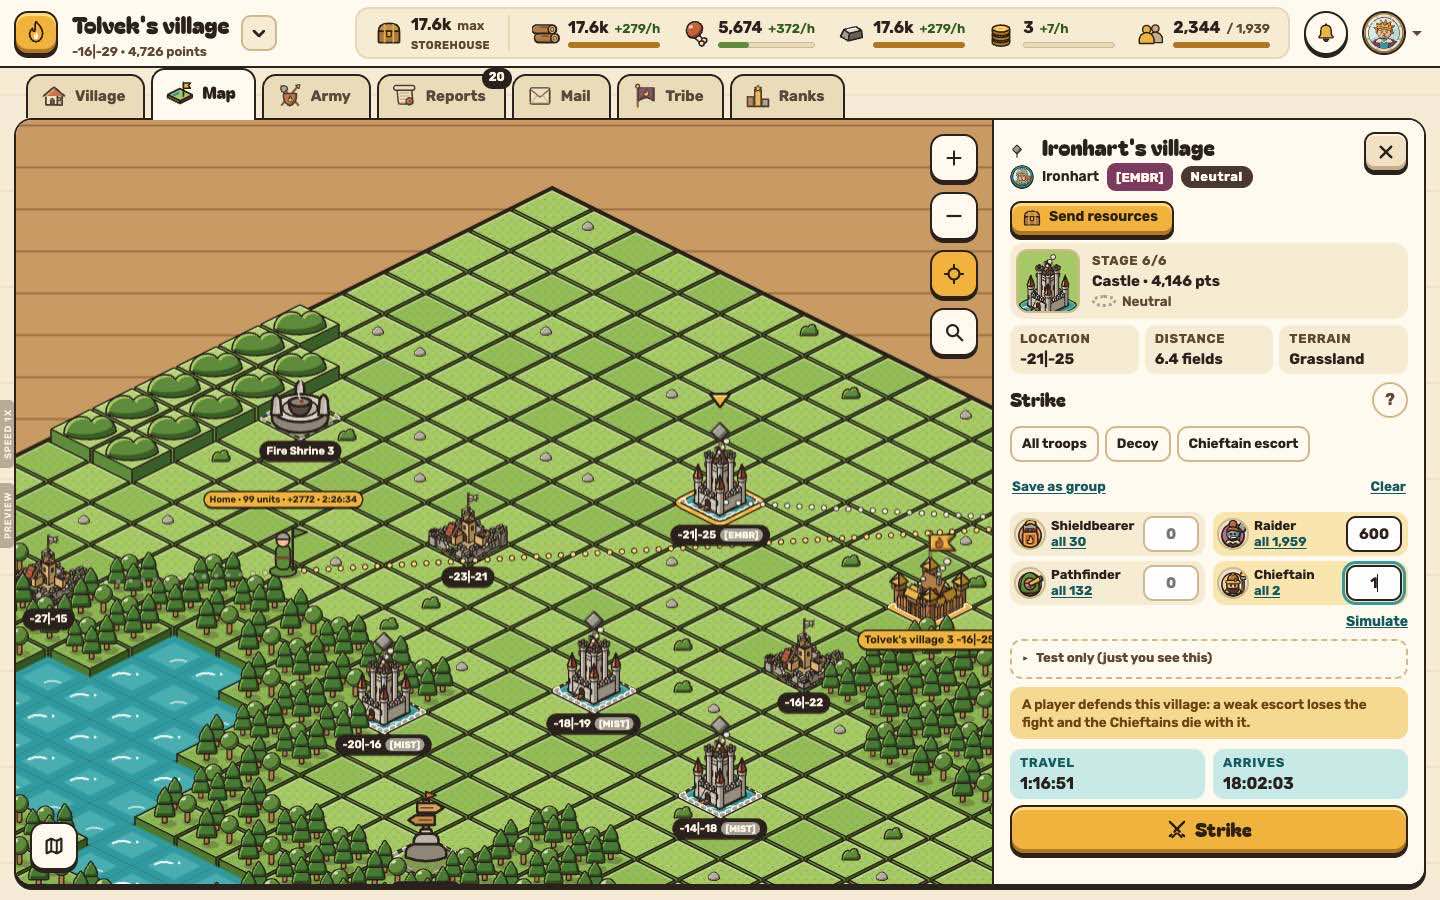 Tolvek's village
-16|-29 • 4,726 points
17.6k max
STOREHOUSE
17.6k +279/h
5,674 +372/h
17.6k +279/h
3 +7/h
2,344 / 1,939
Village
Map
Army
Reports
20
Mail
Tribe
Ranks
SPEED 1X
PREVIEW
Fire Shrine 3
Home • 99 units • +2772 • 2:26:34
-21|-25 [EMBR]
-23|-21
-27|-15
Tolvek's village 3 -16|-25
-16|-22
-18|-19 [MIST]
-20|-16 [MIST]
-14|-18 [MIST]
Ironhart's village
Ironhart [EMBR] Neutral
Send resources
STAGE 6/6
Castle • 4,146 pts
Neutral
LOCATION
-21|-25
DISTANCE
6.4 fields
TERRAIN
Grassland
Strike
?
All troops
Decoy
Chieftain escort
Save as group
Clear
Shieldbearer
all 30
0
Raider
all 1,959
600
Pathfinder
all 132
0
Chieftain
all 2
1
Simulate
Test only (just you see this)
A player defends this village: a weak escort loses the
fight and the Chieftains die with it.
TRAVEL
1:16:51
ARRIVES
18:02:03
Strike